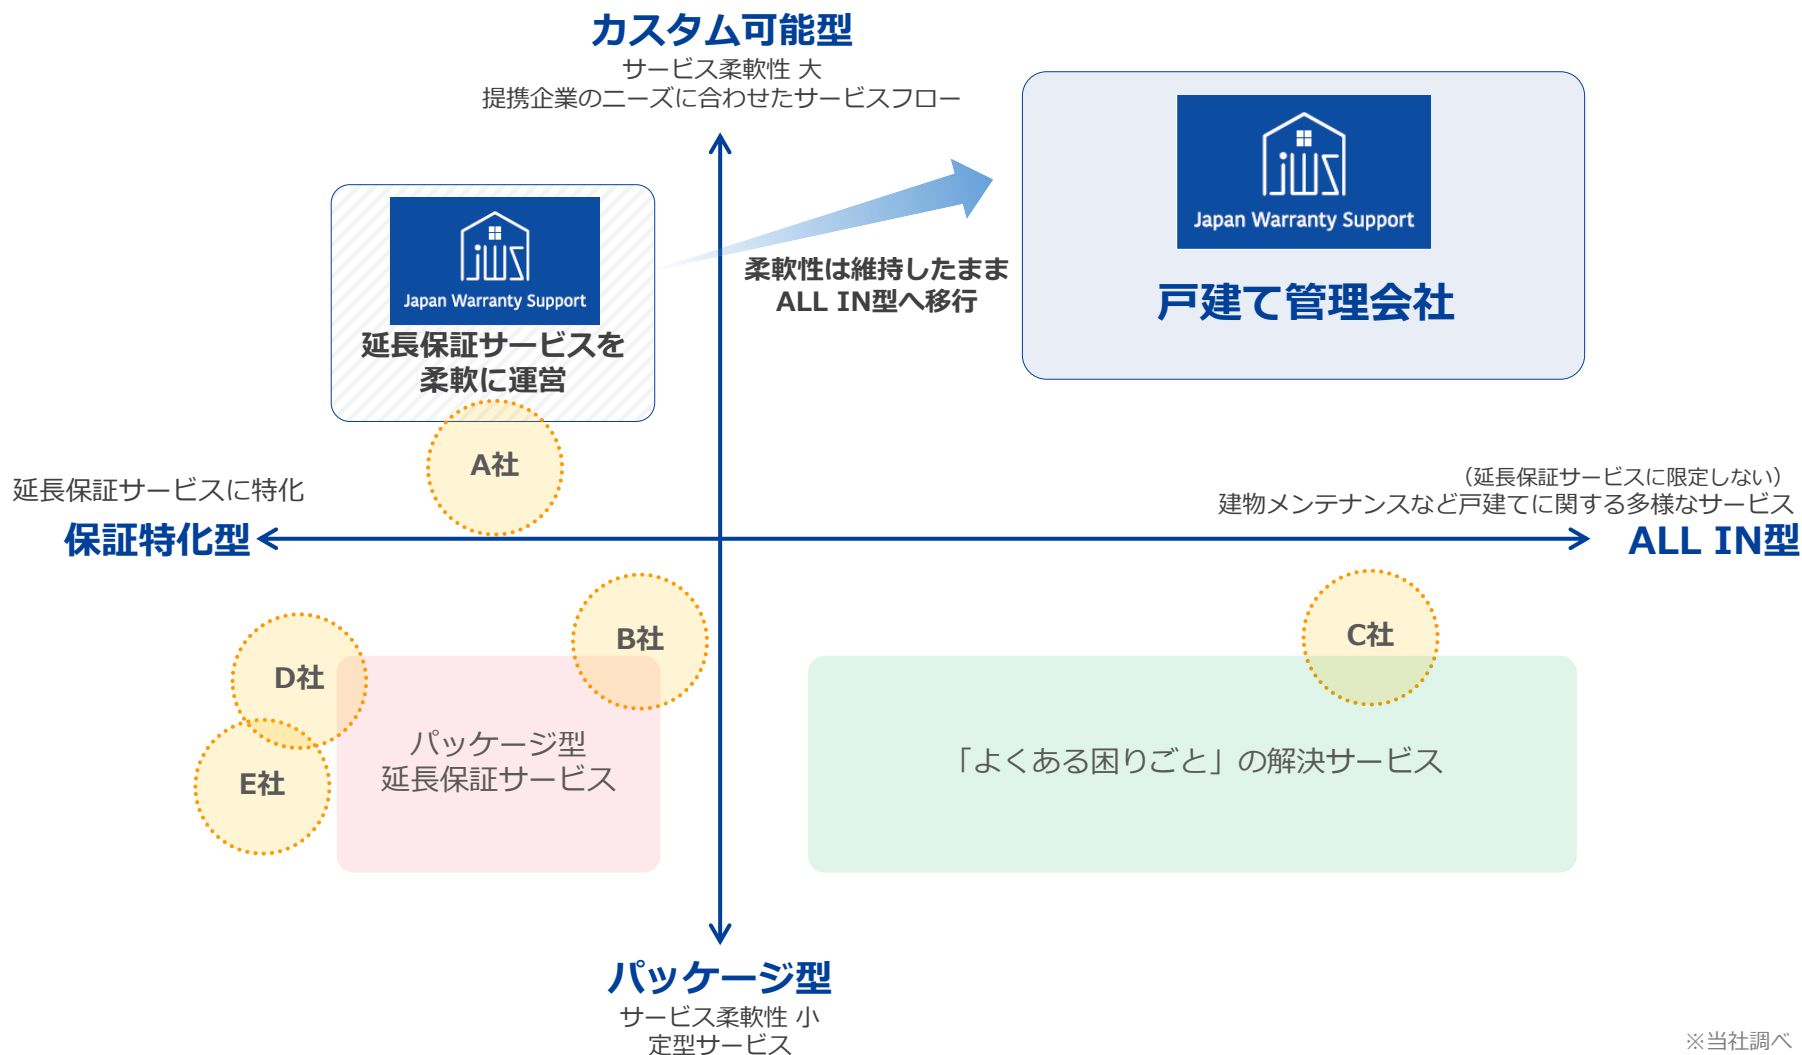 カスタム可能型
サービス柔軟性 大
提携企業のニーズに合わせたサービスフロー
jws
Japan Warranty Support
延長保証サービスを
柔軟に運営
柔軟性は維持したまま
ALL IN型へ移行
jws
Japan Warranty Support
戸建て管理会社
A社
延長保証サービスに特化
保証特化型
（延長保証サービスに限定しない）
建物メンテナンスなど戸建てに関する多様なサービス
ALL IN型
B社
C社
D社
E社
パッケージ型
延長保証サービス
「よくある困りごと」の解決サービス
パッケージ型
サービス柔軟性 小
定型サービス
※当社調べ